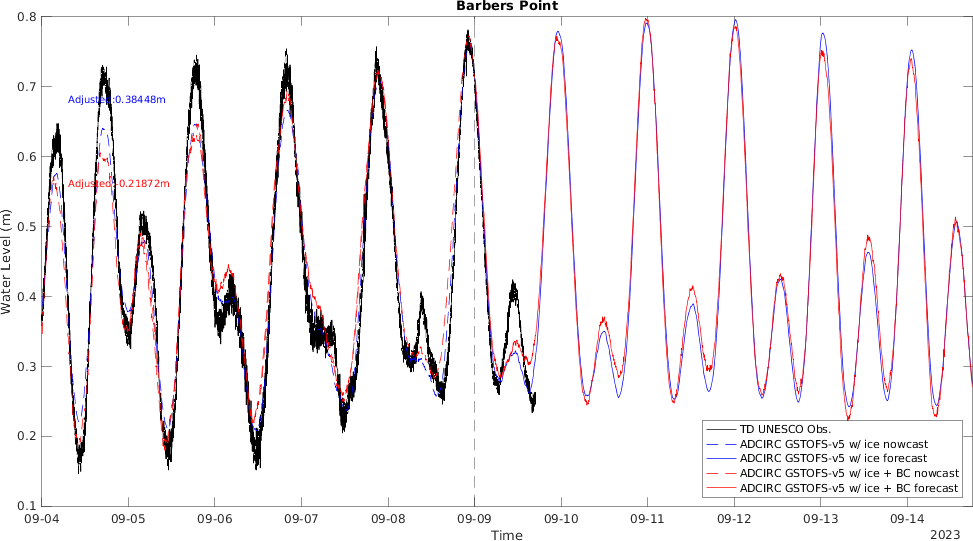 Barbers Point
0.8
0.7
0.6
0.5
0.4
0.3
0.2
0.1
Water Level (m)
Adjusted:0.38448m
Adjusted:-0.21872m
TD UNESCO Obs.
ADCIRC GSTOFS-v5 w/ ice nowcast
ADCIRC GSTOFS-v5 w/ ice forecast
ADCIRC GSTOFS-v5 w/ ice + BC nowcast
ADCIRC GSTOFS-v5 w/ ice + BC forecast
09-04 09-05 09-06 09-07 09-08 09-09 09-10 09-11 09-12 09-13 09-14
Time
2023